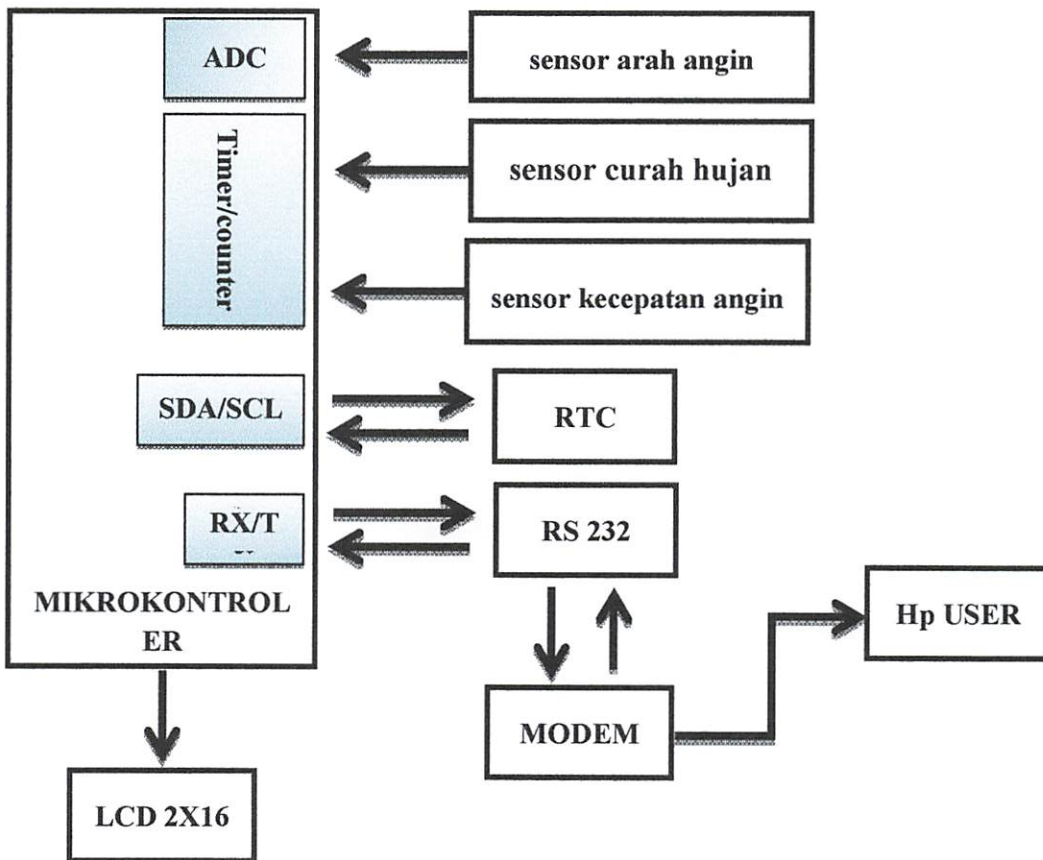 ADC
sensor arah angin
Timer/counter
sensor curah hujan
sensor kecepatan angin
SDA/SCL
RTC
RX/T
RS 232
MIKROKONTROL
ER
Hp USER
MODEM
LCD 2X16